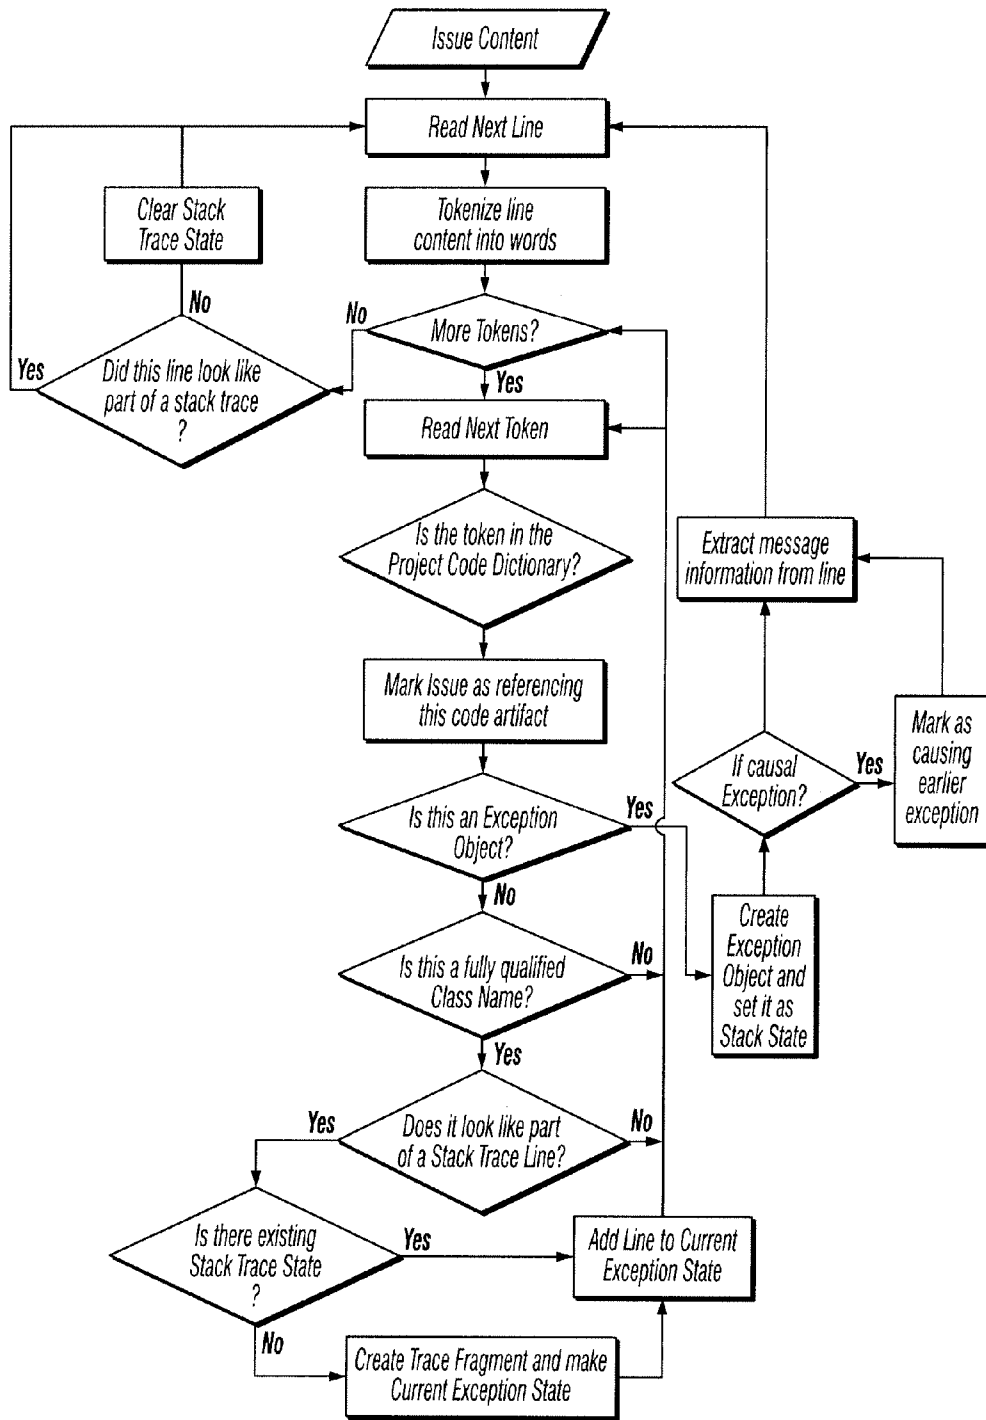 Issue Content
Read Next Line
Clear Stack
Trace State
Tokenize line
content into words
No
No
More Tokens?
Yes
Did this line look like
part of a stack trace
?
Yes
Read Next Token
Is the token in the
Project Code Dictionary?
Extract message
information from line
Mark Issue as referencing
this code artifact
Mark as
causing
earlier
exception
If causal
Exception?
Yes
Is this an Exception
Object?
Yes
No
Create
Exception
Object and
set it as
Stack State
Is this a fully qualified
Class Name?
No
Yes
Does it look like part
of a Stack Trace Line?
Yes
No
Is there existing
Stack Trace State
?
Yes
Add Line to Current
Exception State
No
Create Trace Fragment and make
Current Exception State